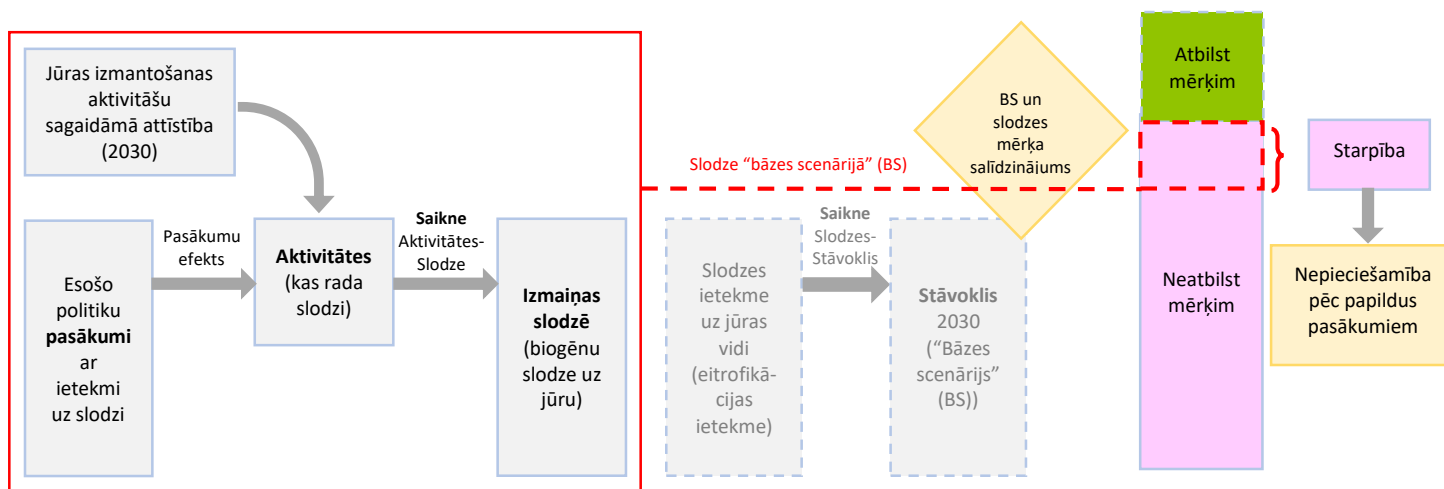 Jūras izmantošanas
aktivitāšu
sagaidāmā attīstība
(2030)
Esošo
politiku
pasākumi
ar
ietekmi
uz slodzi
Pasākumu
efekts
Aktivitātes
(kas rada
slodzi)
Saikne
Aktivitātes-
Slodze
Izmaiņas
slodzē
(biogēnu
slodze uz
jūru)
Slodze “bāzes scenārijā” (BS)
Slodzes
ietekme
uz jūras
vidi
(eitrofikā-
cijas
ietekme)
Saikne
Slodzes-
Stāvoklis
Stāvoklis
2030
(“Bāzes
scenārijs”
(BS))
BS un
slodzes
mērķa
salīdzinājums
Atbilst
mērķim
Neatbilst
mērķim
}
Starpība
Nepieciešamība
pēc papildus
pasākumiem